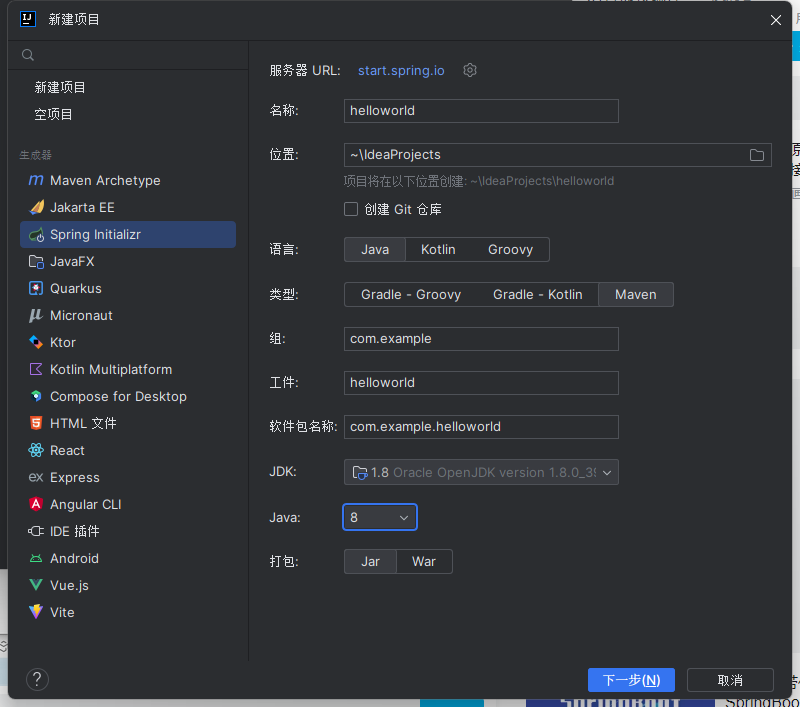 新建项目
新建项目
空项目
生成器
Maven Archetype
Jakarta EE
Spring Initializr
JavaFX
Quarkus
Micronaut
Ktor
Kotlin Multiplatform
Compose for Desktop
HTML 文件
React
Express
Angular CLI
IDE 插件
Android
Vue.js
Vite
服务器 URL: start.spring.io
名称: helloworld
位置: ~\IdeaProjects
项目将在以下位置创建: ~\IdeaProjects\helloworld
创建 Git 仓库
语言: Java Kotlin Groovy
类型: Gradle - Groovy Gradle - Kotlin Maven
组: com.example
工件: helloworld
软件包名称: com.example.helloworld
JDK: 1.8 Oracle OpenJDK version 1.8.0_39
Java: 8
打包: Jar War
? 下一步(N) 取消
SpringBoo